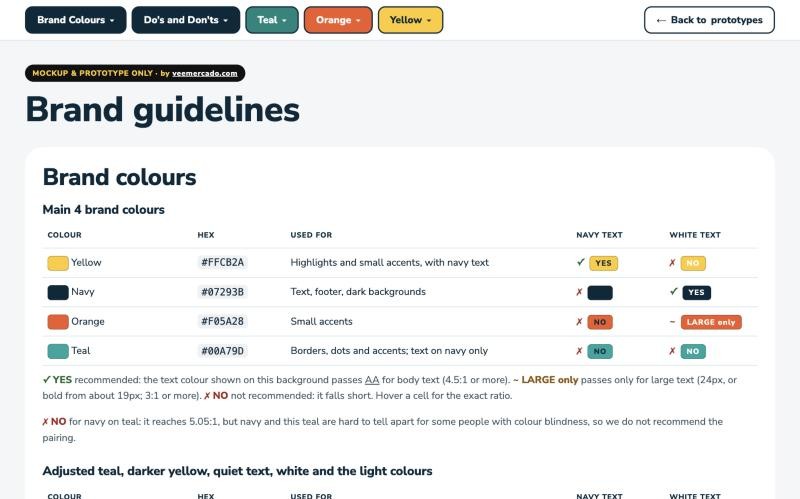 Brand Colours ▾ Do's and Don'ts ▾ Teal ▾ Orange ▾ Yellow ▾ ← Back to prototypes
MOCKUP & PROTOTYPE ONLY · by veemercado.com
Brand guidelines
Brand colours
Main 4 brand colours
COLOUR HEX USED FOR NAVY TEXT WHITE TEXT
Yellow #FFCB2A Highlights and small accents, with navy text ✓ YES ✗ NO
Navy #07293B Text, footer, dark backgrounds ✗ ✓ YES
Orange #F05A28 Small accents ✗ NO ~ LARGE only
Teal #00A79D Borders, dots and accents; text on navy only ✗ NO ✗ NO
✓ YES recommended: the text colour shown on this background passes AA for body text (4.5:1 or more). ~ LARGE only passes only for large text (24px, or
bold from about 19px; 3:1 or more). ✗ NO not recommended: it falls short. Hover a cell for the exact ratio.
✗ NO for navy on teal: it reaches 5.05:1, but navy and this teal are hard to tell apart for some people with colour blindness, so we do not recommend the
pairing.
Adjusted teal, darker yellow, quiet text, white and the light colours
COLOUR HEX USED FOR NAVY TEXT WHITE TEXT